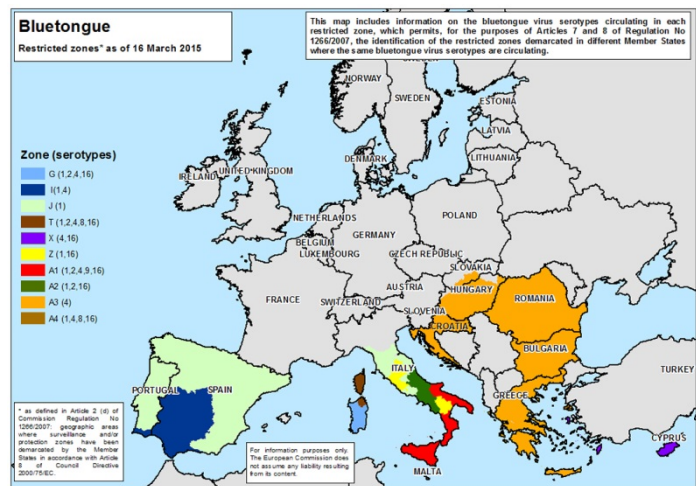 Bluetongue
Restricted zones* as of 16 March 2015
This map includes information on the bluetongue virus serotypes circulating in each
restricted zone, which permits, for the purposes of Articles 7 and 8 of Regulation No
1266/2007, the identification of the restricted zones demarcated in different Member States
where the same bluetongue virus serotypes are circulating.
NORWAY
SWEDEN
ESTONIA
LATVIA
LITHUANIA
DENMARK
IRELAND
UNITED KINGDOM
NETHERLANDS
BELGIUM
LUXEMBOURG
GERMANY
POLAND
CZECH REPUBLIC
SLOVAKIA
AUSTRIA
HUNGARY
FRANCE
SWITZERLAND
SLOVENIA
CROATIA
ROMANIA
BULGARIA
ITALY
PORTUGAL
SPAIN
GREECE
TURKEY
CYPRUS
MALTA
Zone (serotypes)
G (1,2,4,16)
I(1,4)
J (1)
T (1,2,4,8,16)
X (4,16)
Z (1,16)
A1 (1,2,4,9,16)
A2 (1,2,16)
A3 (4)
A4 (1,4,8,16)
* as defined in Article 2 (d) of
Commission Regulation No
1266/2007: geographic areas
where surveillance and/or
protection zones have been
demarcated by the Member
States in accordance with Article
8 of Council Directive
2000/75/EC.
For information purposes only.
The European Commission does
not assume any liability resulting
from its content.